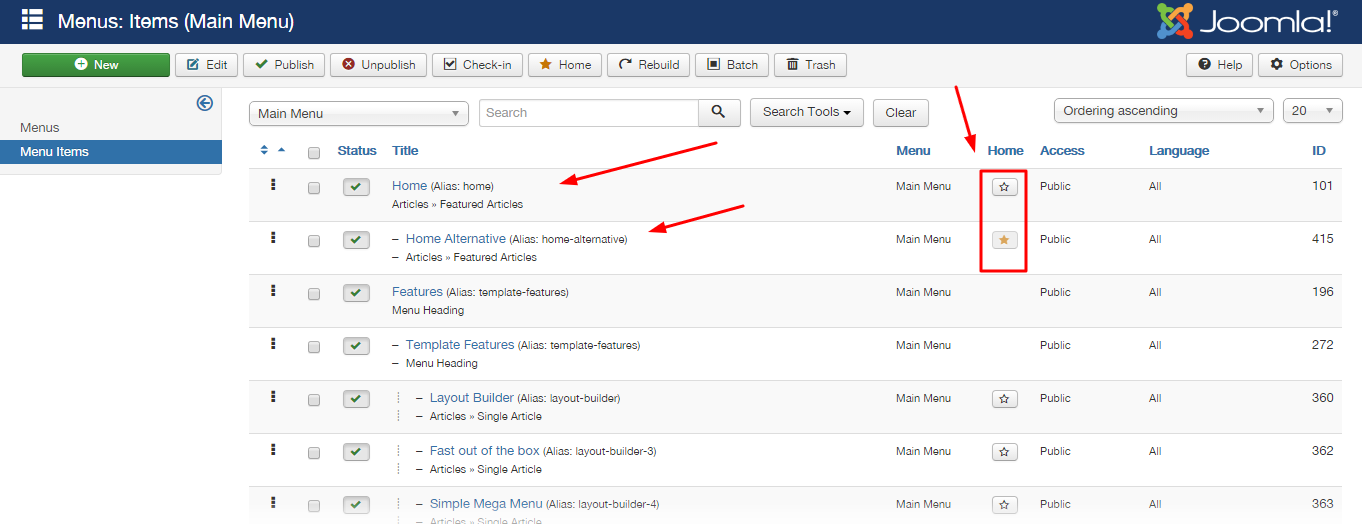 Menus: Items (Main Menu)
Joomla!®
New Edit Publish Unpublish Check-in Home Rebuild Batch Trash Help Options
Menus
Menu Items
Main Menu Search Search Tools Clear Ordering ascending 20
Status Title Menu Home Access Language ID
Home (Alias: home) Main Menu Public All 101
Articles » Featured Articles
– Home Alternative (Alias: home-alternative) Main Menu Public All 415
– Articles » Featured Articles
Features (Alias: template-features) Main Menu Public All 196
Menu Heading
– Template Features (Alias: template-features) Main Menu Public All 272
– Menu Heading
– Layout Builder (Alias: layout-builder) Main Menu Public All 360
– Articles » Single Article
– Fast out of the box (Alias: layout-builder-3) Main Menu Public All 362
– Articles » Single Article
– Simple Mega Menu (Alias: layout-builder-4) Main Menu Public All 363
– Articles » Single Article